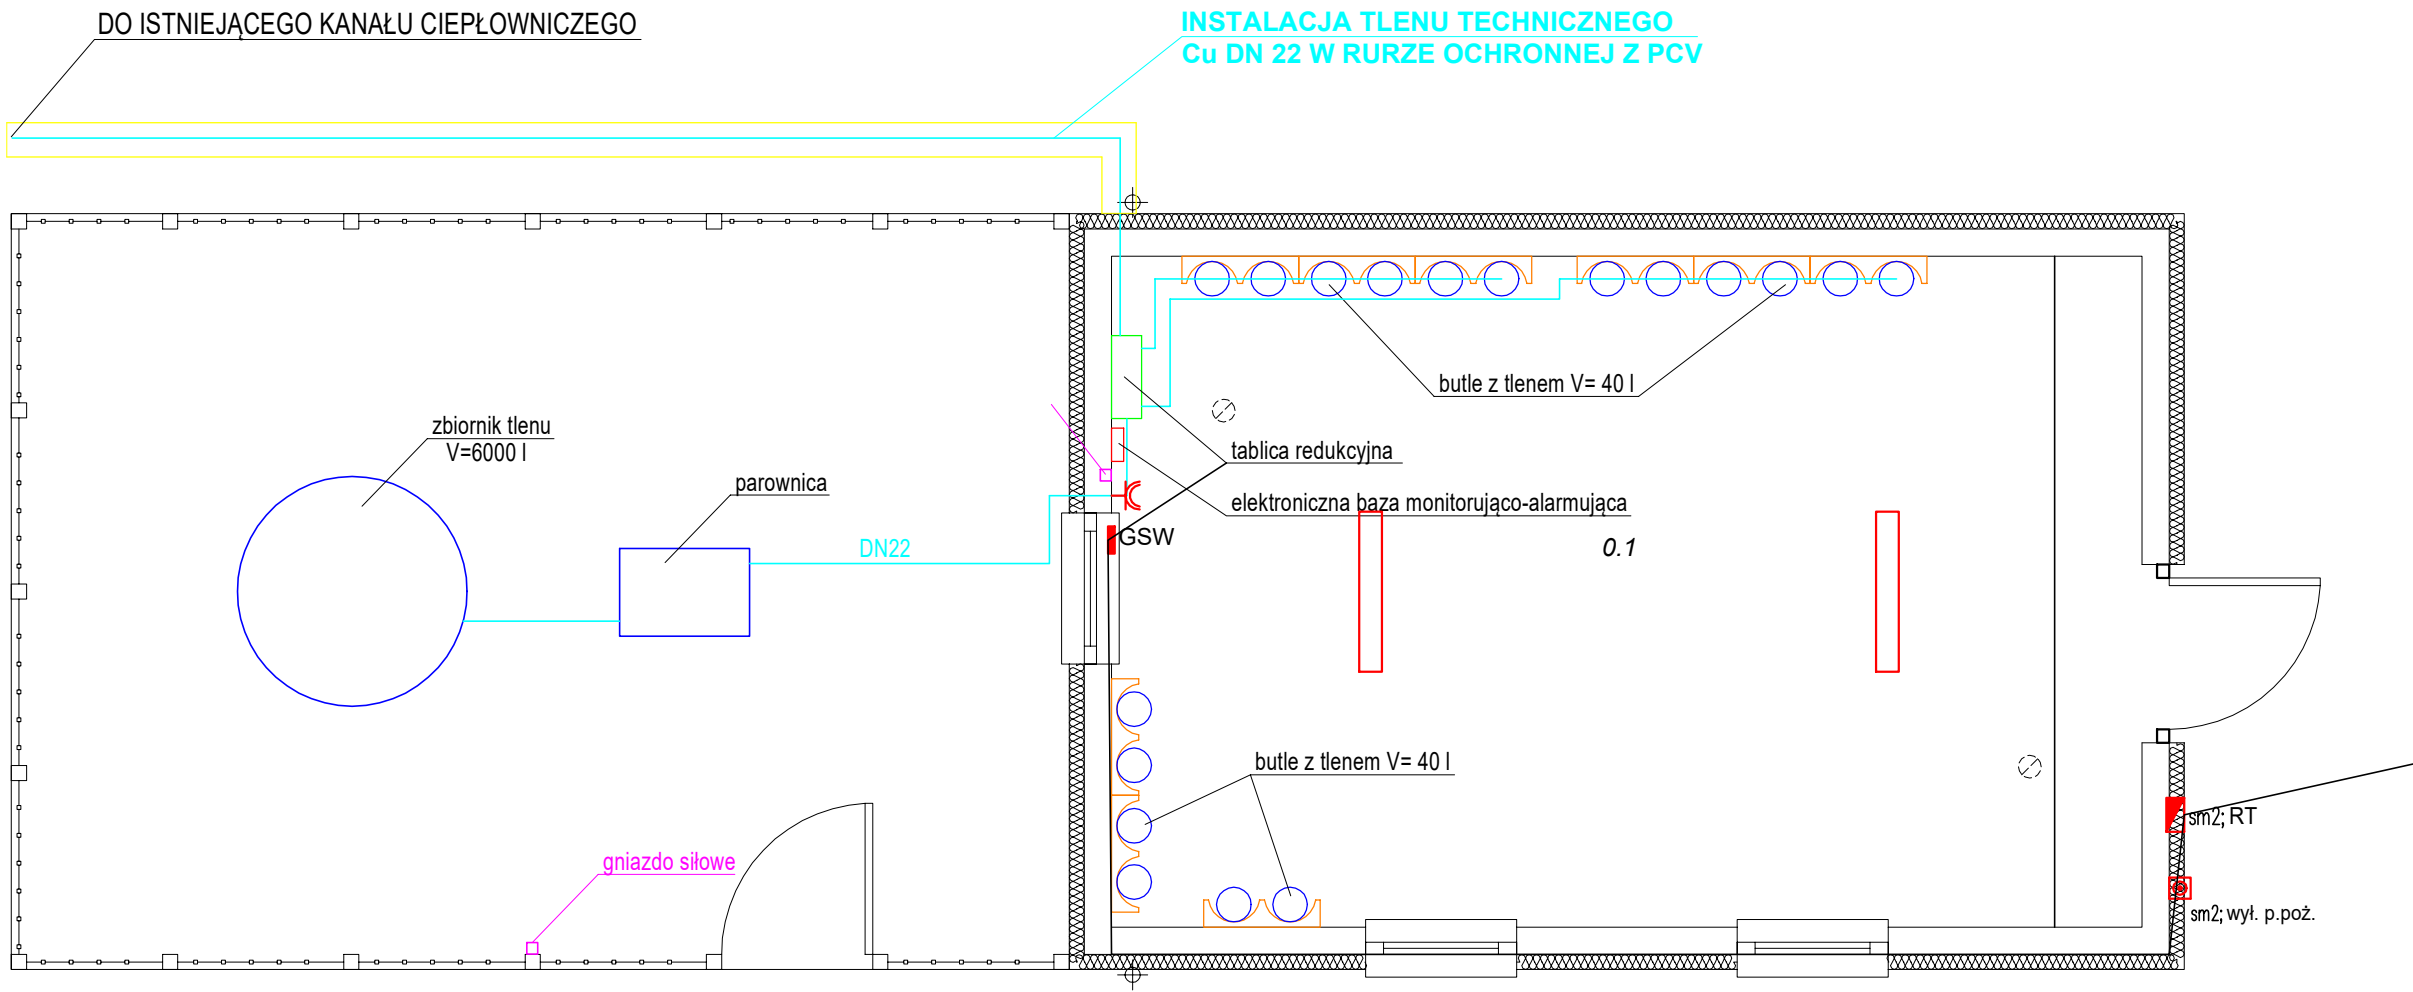 DO ISTNIEJĄCEGO KANAŁU CIEPŁOWNICZEGO
INSTALACJA TLENU TECHNICZNEGO
Cu DN 22 W RURZE OCHRONNEJ Z PCV
butle z tlenem V= 40 l
zbiornik tlenu
V=6000 l
tablica redukcyjna
parownica
elektroniczna baza monitorująco-alarmująca
GSW
DN22
0.1
butle z tlenem V= 40 l
sm2; RT
gniazdo siłowe
sm2; wył. p.poż.